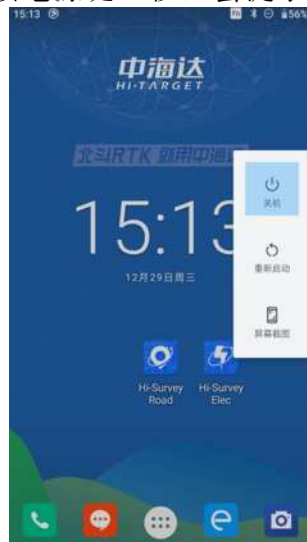 15:13
56%
中海达
HI-TARGET
北斗RTK 就用中海达
15:13
12月29日周三
关机
重新启动
屏幕截图
Hi-Survey
Road
Hi-Survey
Elec